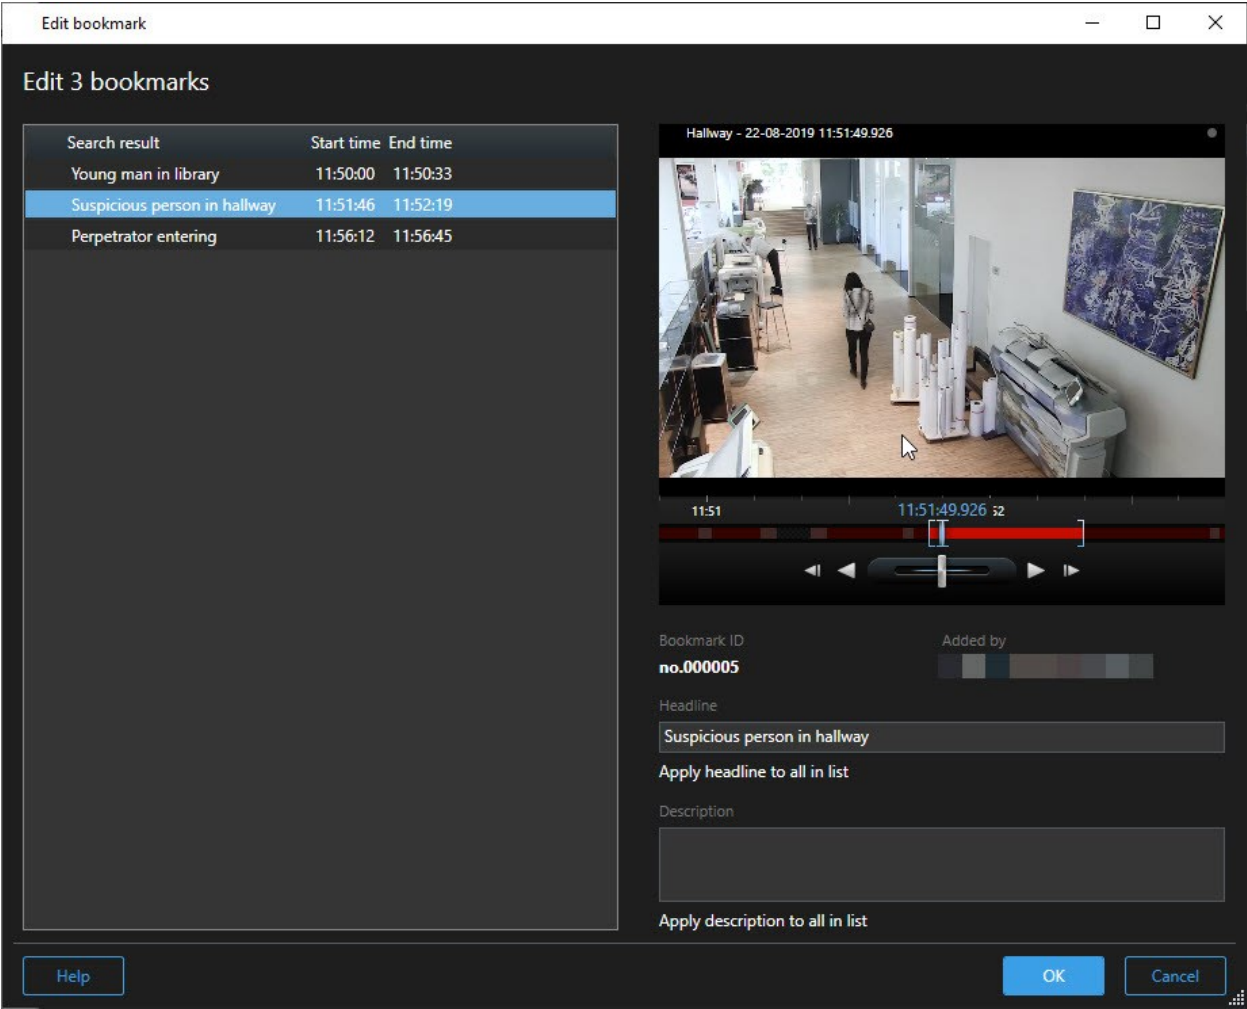 Edit bookmark
Edit 3 bookmarks
Search result Start time End time
Young man in library 11:50:00 11:50:33
Suspicious person in hallway 11:51:46 11:52:19
Perpetrator entering 11:56:12 11:56:45
Hallway - 22-08-2019 11:51:49.926
11:51 11:51:49.926 52
Bookmark ID Added by
no.000005
Headline
Suspicious person in hallway
Apply headline to all in list
Description
Apply description to all in list
Help OK Cancel